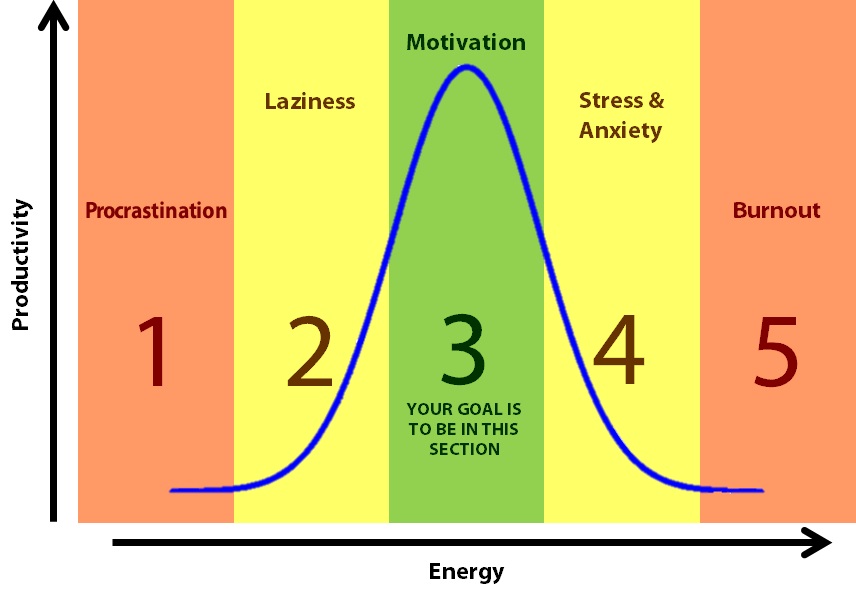 Motivation
Laziness
Stress &
Anxiety
Procrastination
Burnout
Productivity
1
2
3
4
5
YOUR GOAL IS
TO BE IN THIS
SECTION
Energy